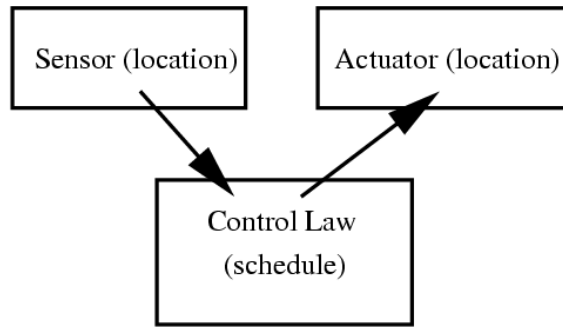 Sensor (location)
Actuator (location)
Control Law
(schedule)